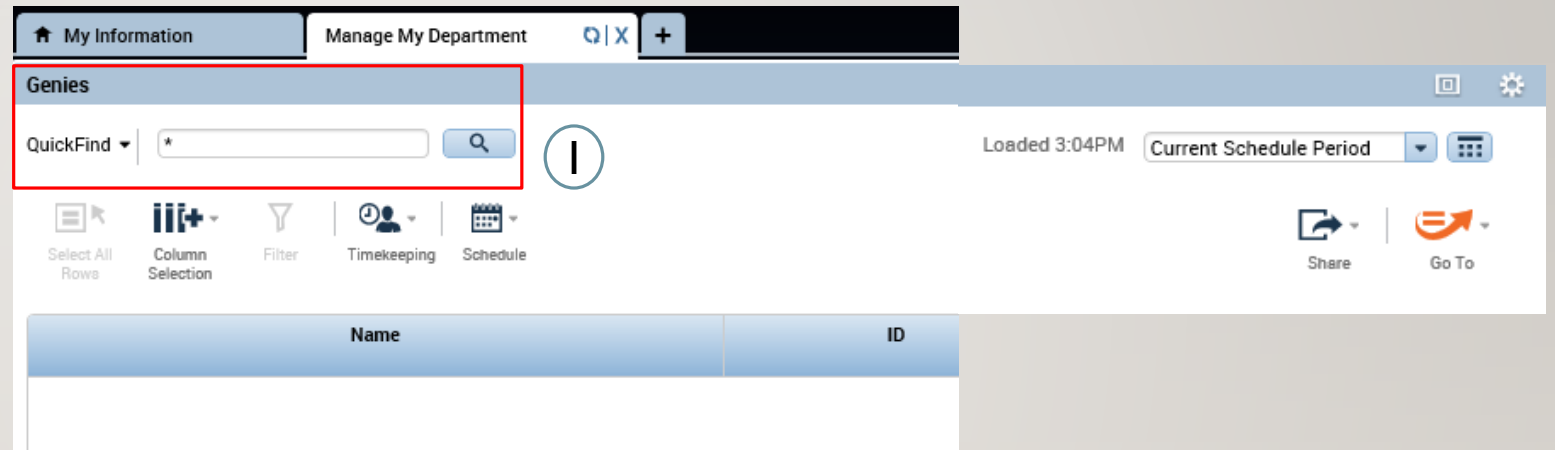 My Information Manage My Department X +
Genies
QuickFind * I Loaded 3:04PM Current Schedule Period
Select All Rows Column Selection Filter Timekeeping Schedule Share Go To
Name ID